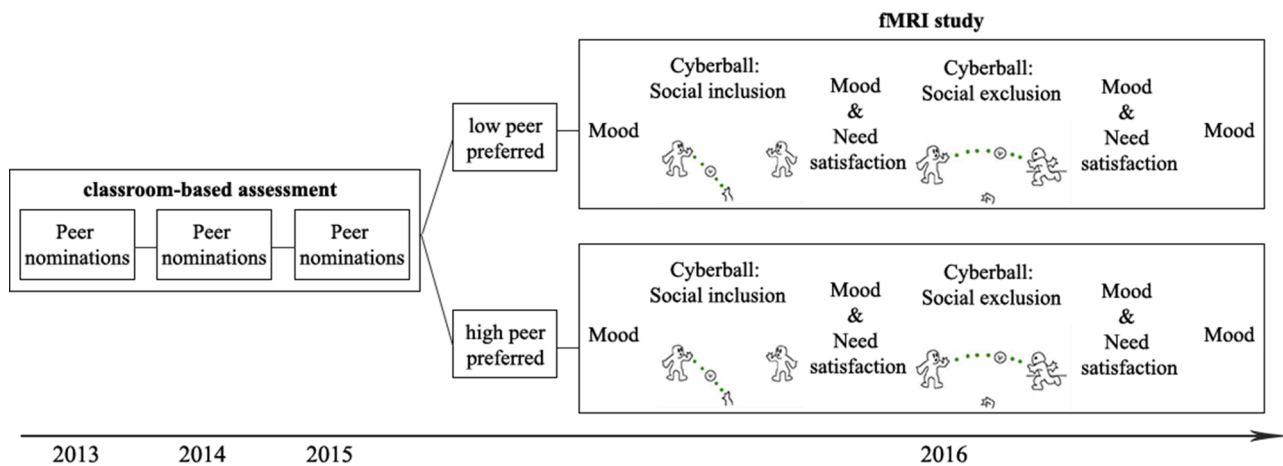 fMRI study
Cyberball:
Social inclusion
Mood
&
Need
satisfaction
Cyberball:
Social exclusion
Mood
&
Need
satisfaction
Mood
Mood
low peer
preferred
classroom-based assessment
Peer
nominations
Peer
nominations
Peer
nominations
high peer
preferred
Mood
Cyberball:
Social inclusion
Mood
&
Need
satisfaction
Cyberball:
Social exclusion
Mood
&
Need
satisfaction
Mood
2013
2014
2015
2016